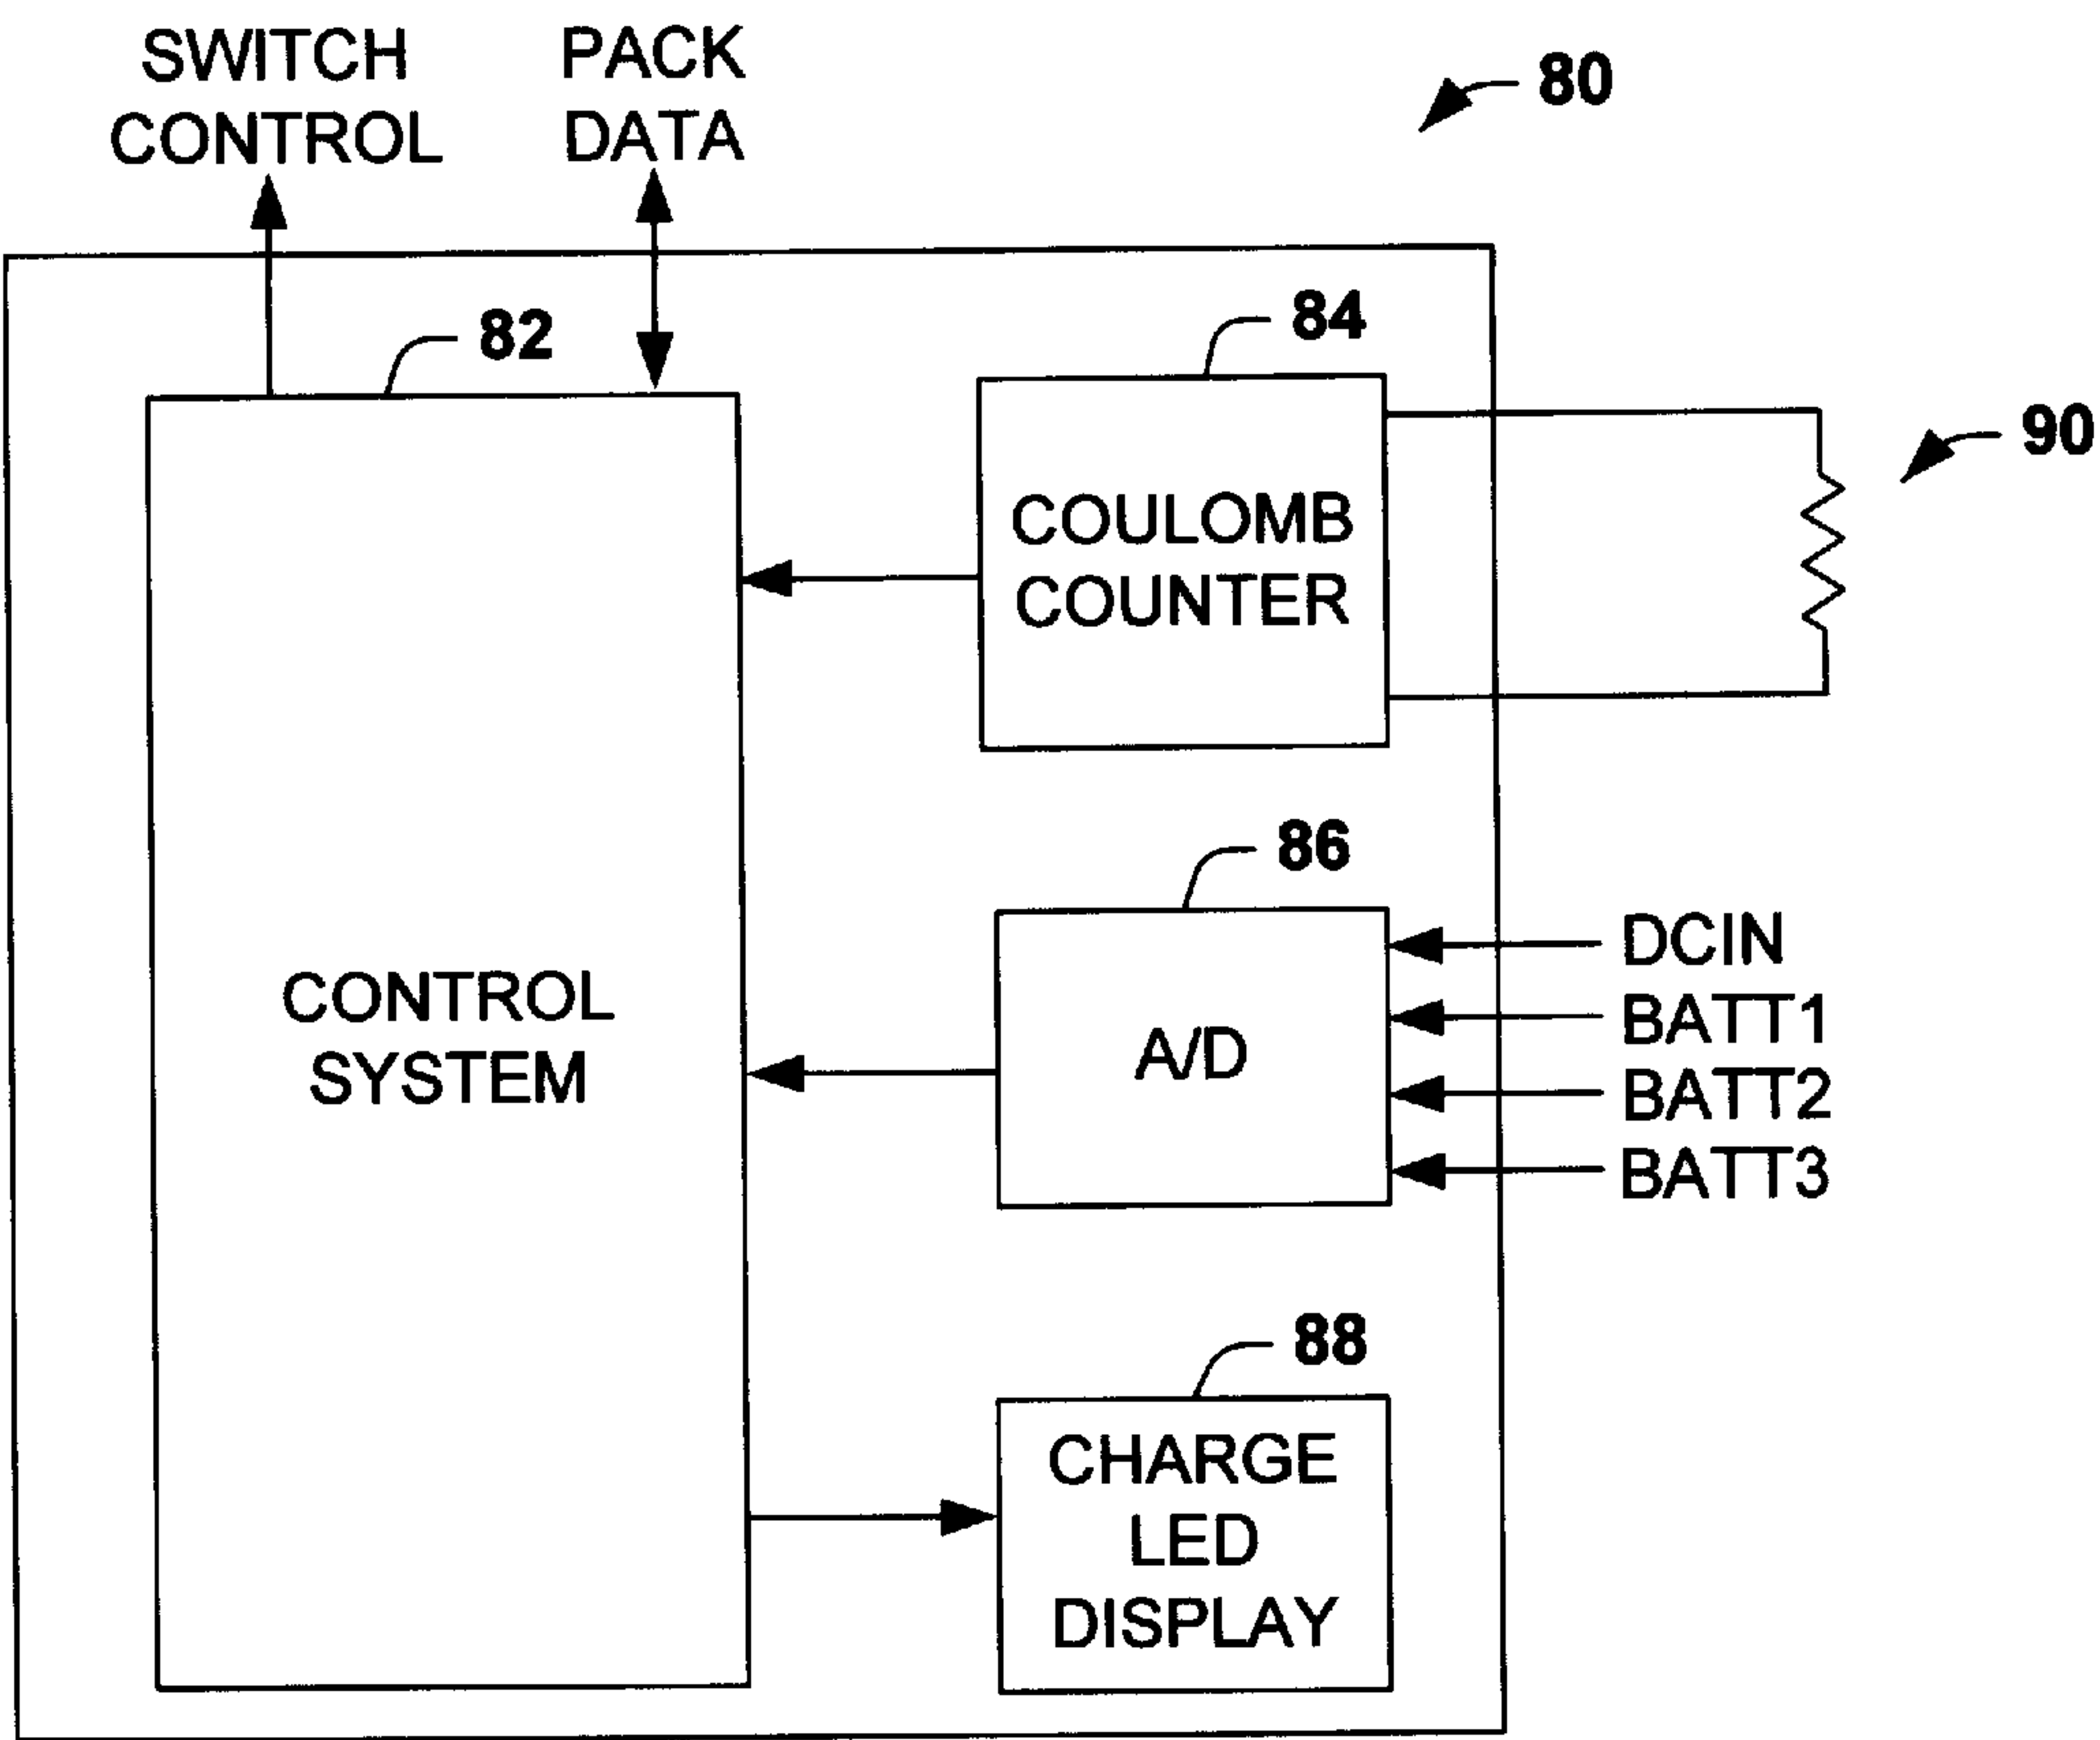 SWITCH
CONTROL
PACK
DATA
80
82
84
90
COULOMB
COUNTER
86
DCIN
BATT1
BATT2
BATT3
A/D
CONTROL
SYSTEM
88
CHARGE
LED
DISPLAY